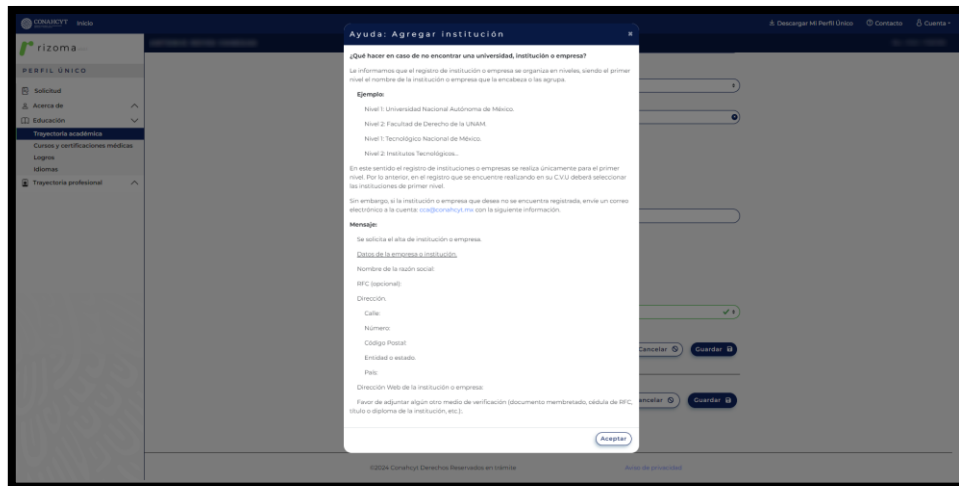 CONAHCYT Inicio
Descargar Mi Perfil Único Contacto Cuenta
rizoma
PERFIL ÚNICO
Solicitud
Acerca de
Educación
Trayectoria académica
Cursos y certificaciones médicas
Logros
Idiomas
Trayectoria profesional
Ayuda: Agregar institución
¿Qué hacer en caso de no encontrar una universidad, institución o empresa?
Le informamos que el registro de institución o empresa se organiza en niveles, siendo el primer
nivel el nombre de la institución o empresa que la encabeza o las agrupa.
Ejemplo:
Nivel 1: Universidad Nacional Autónoma de México.
Nivel 2: Facultad de Derecho de la UNAM.
Nivel 1: Tecnológico Nacional de México.
Nivel 2: Institutos Tecnológicos...
En este sentido el registro de instituciones o empresas se realiza únicamente para el primer
nivel. Por lo anterior, en el registro que se encuentre realizando en su C.V.U deberá seleccionar
las instituciones de primer nivel.
Sin embargo, si la institución o empresa que desea no se encuentra registrada, envíe un correo
electrónico a la cuenta: cca@conahcyt.mx con la siguiente información.
Mensaje:
Se solicita el alta de institución o empresa.
Datos de la empresa o institución.
Nombre de la razón social:
RFC (opcional):
Dirección.
Calle:
Número:
Código Postal:
Entidad o estado.
País:
Dirección Web de la institución o empresa:
Favor de adjuntar algún otro medio de verificación (documento membretado, cédula de RFC,
título o diploma de la institución, etc.).
Aceptar
Cancelar Guardar
ancelar Guardar
©2024 Conahcyt Derechos Reservados en trámite Aviso de privacidad